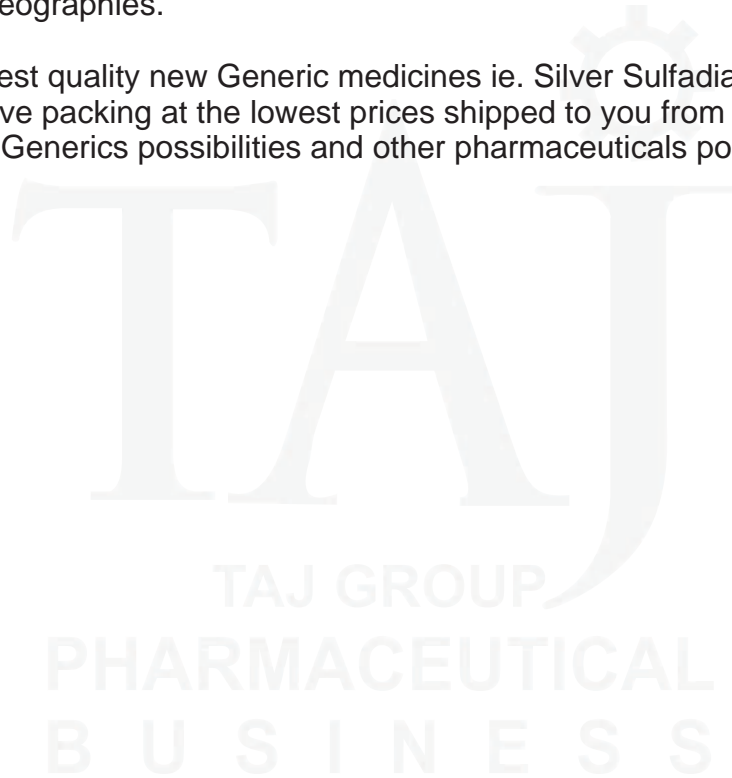 eographies.
est quality new Generic medicines ie. Silver Sulfadia
ve packing at the lowest prices shipped to you from
Generics possibilities and other pharmaceuticals po
TAJ
TAJ GROUP
PHARMACEUTICAL
BUSINESS